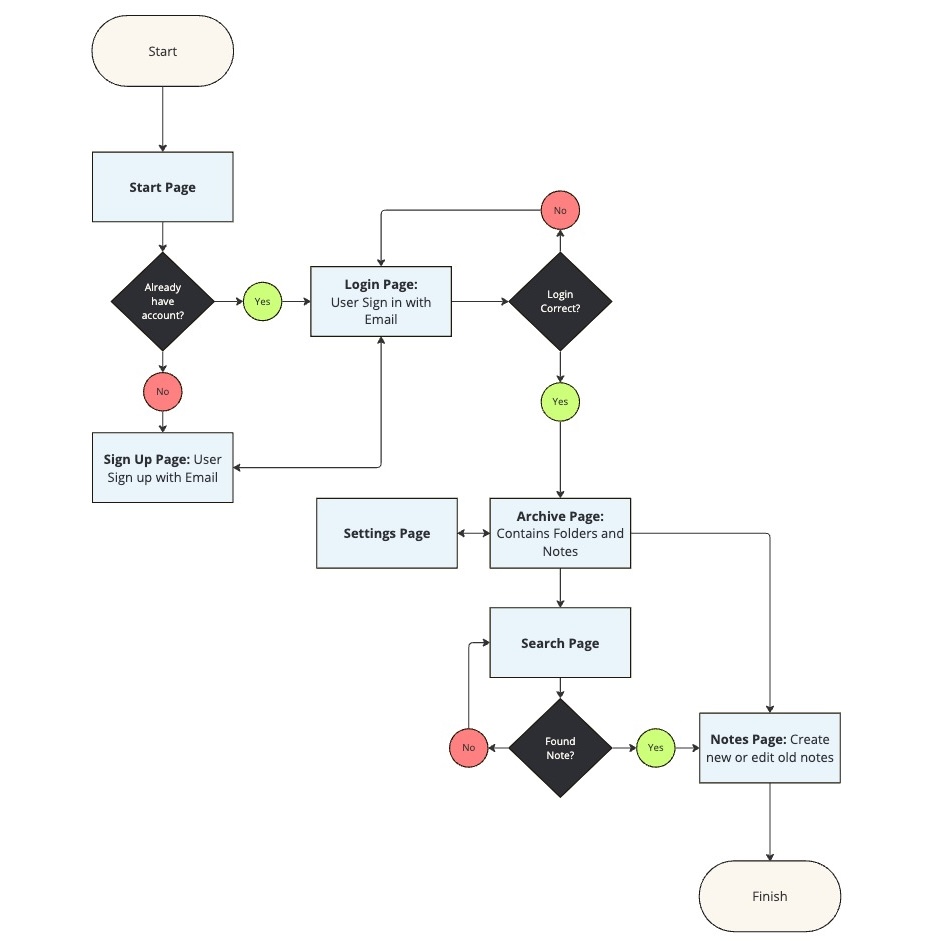 Start
Start Page
Already
have
account?
Yes
No
Login Page:
User Sign in with
Email
No
Login
Correct?
Yes
Sign Up Page: User
Sign up with Email
Settings Page
Archive Page:
Contains Folders and
Notes
Search Page
Found
Note?
No
Yes
Notes Page: Create
new or edit old notes
Finish